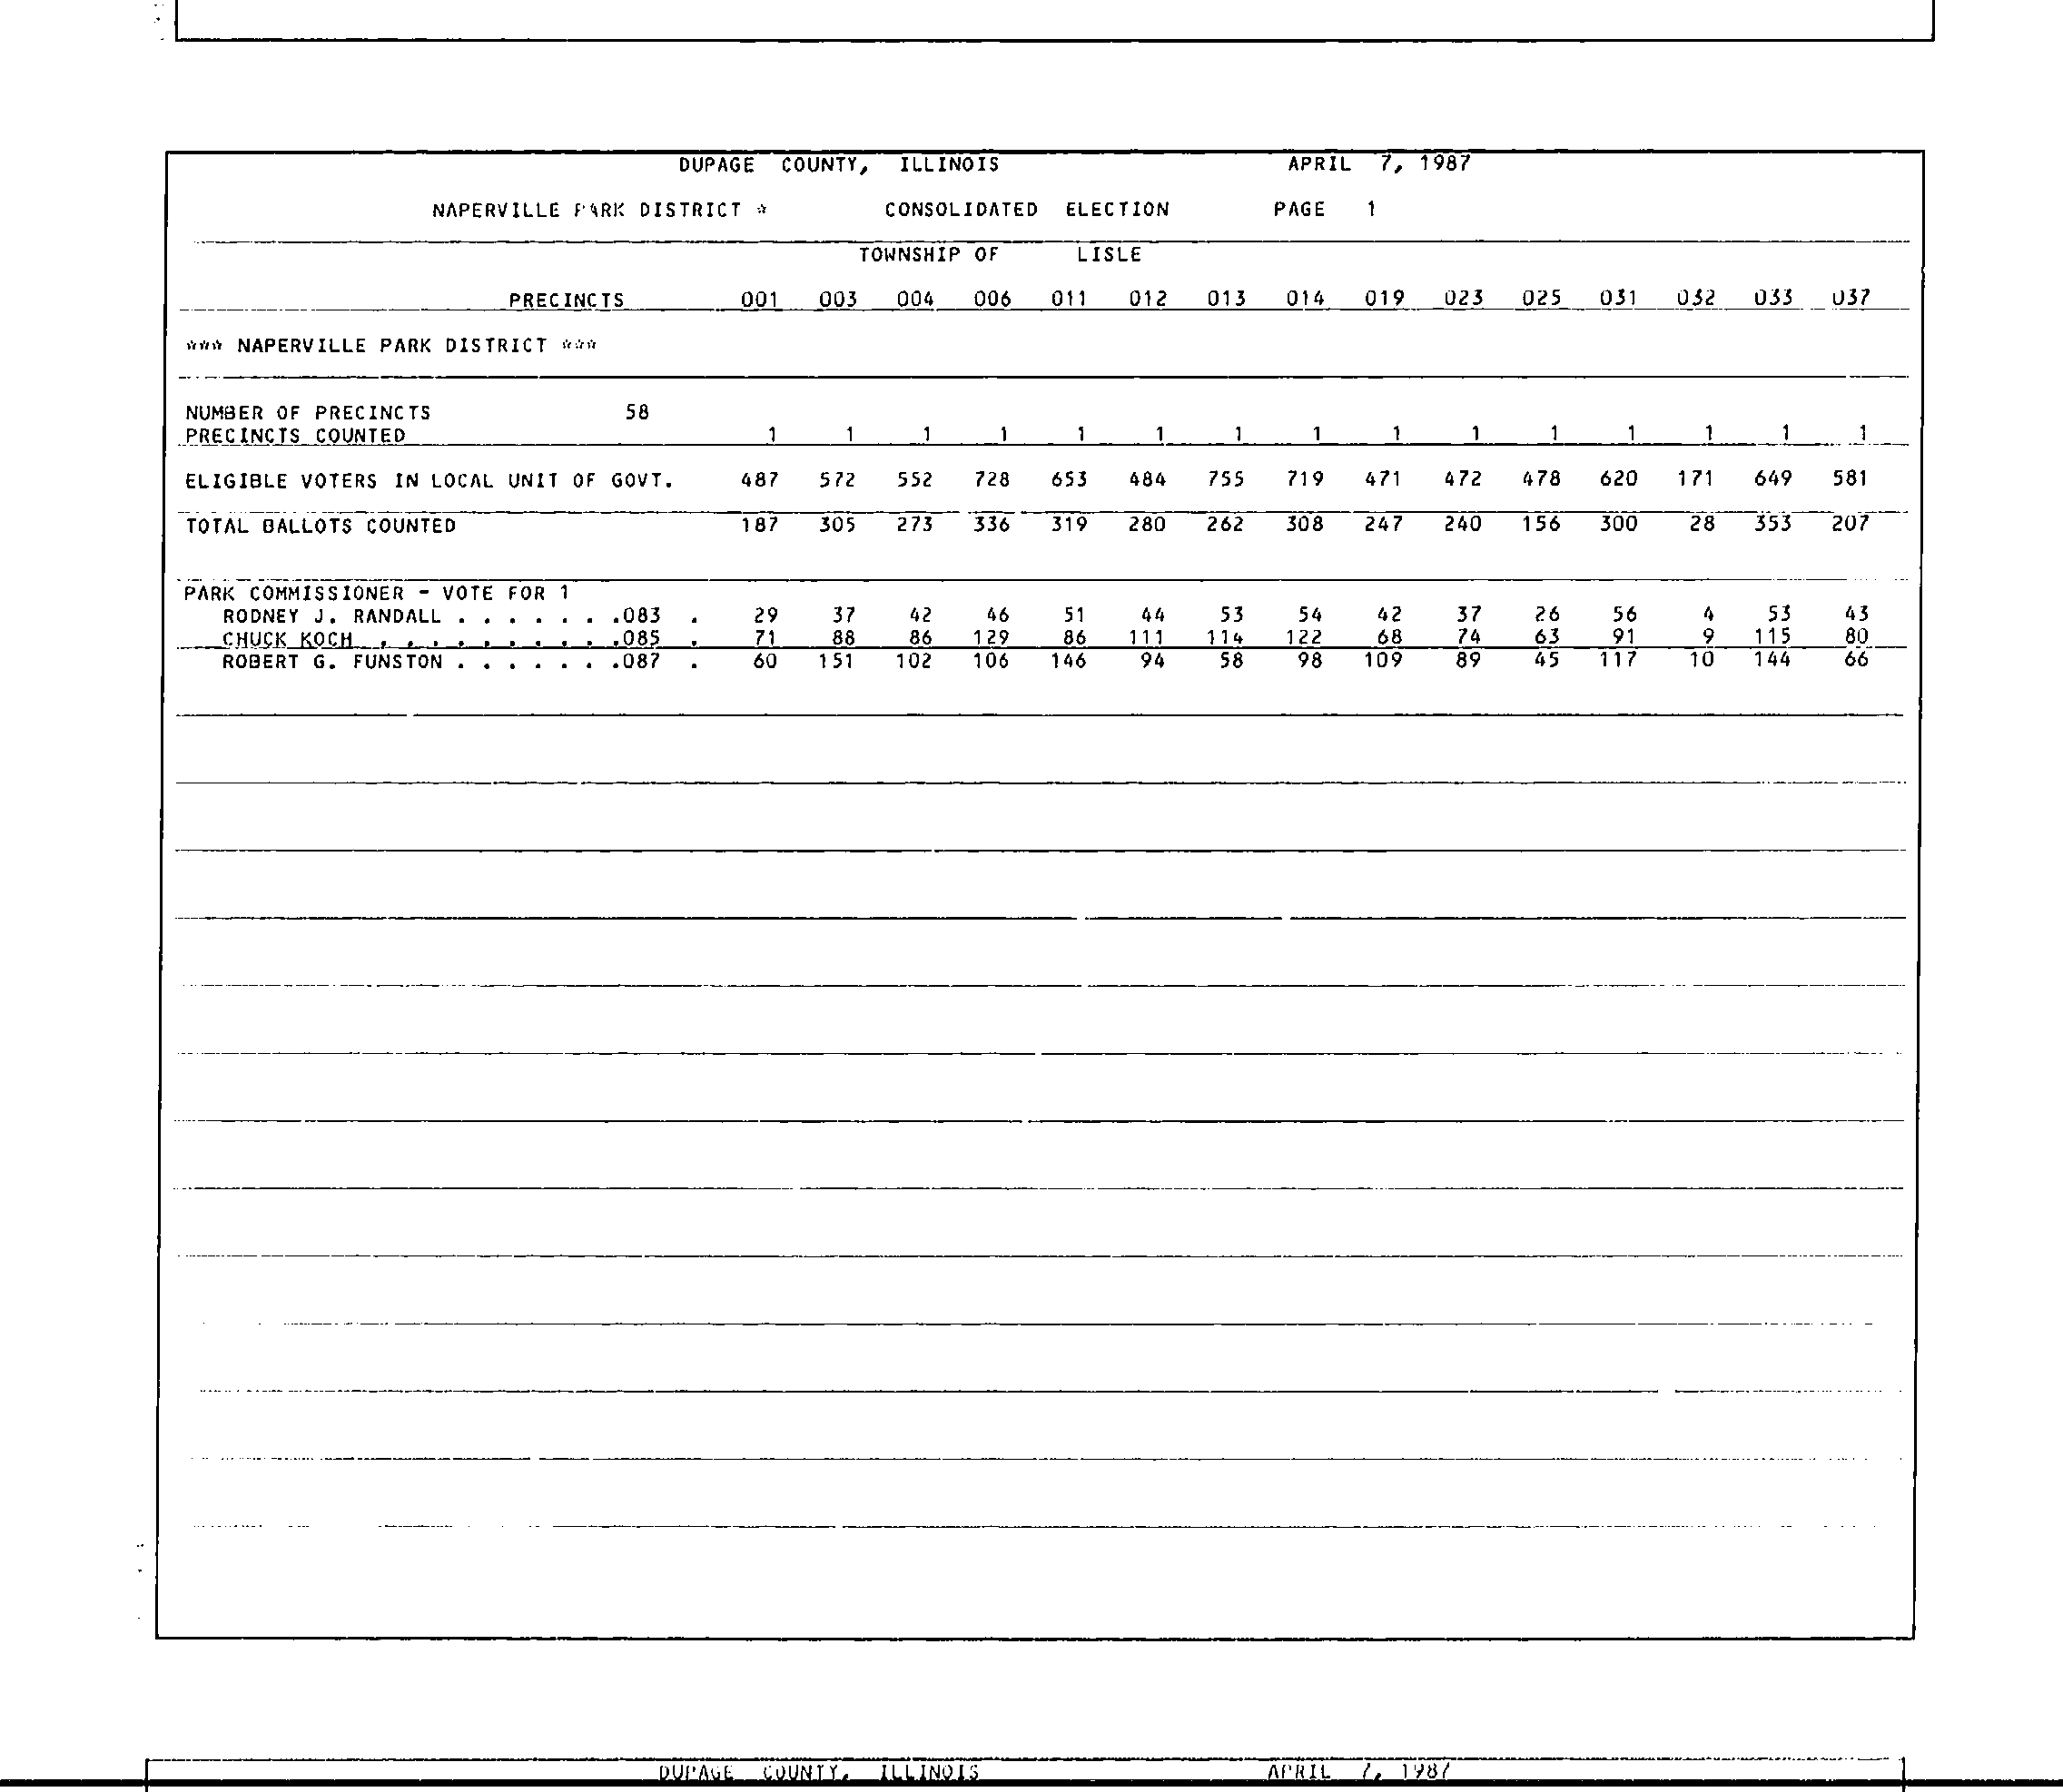 DUPAGE COUNTY, ILLINOIS APRIL 7, 1987
NAPERVILLE PARK DISTRICT * CONSOLIDATED ELECTION PAGE 1
TOWNSHIP OF LISLE
PRECINCTS 001 003 004 006 011 012 013 014 019 023 025 031 032 033 037
*** NAPERVILLE PARK DISTRICT ***
NUMBER OF PRECINCTS 58
PRECINCTS COUNTED 1 1 1 1 1 1 1 1 1 1 1 1 1 1 1
ELIGIBLE VOTERS IN LOCAL UNIT OF GOVT. 487 572 552 728 653 484 755 719 471 472 478 620 171 649 581
TOTAL BALLOTS COUNTED 187 305 273 336 319 280 262 308 247 240 156 300 28 353 207
PARK COMMISSIONER - VOTE FOR 1
RODNEY J. RANDALL . . . . . . .083 . 29 37 42 46 51 44 53 54 42 37 26 56 4 53 43
CHUCK KOCH . . . . . . . . . .085 . 71 88 86 129 86 111 114 122 68 74 63 91 9 115 80
ROBERT G. FUNSTON . . . . . . .087 . 60 151 102 106 146 94 58 98 109 89 45 117 10 144 66
DUPAGE COUNTY, ILLINOIS APRIL 7, 1987